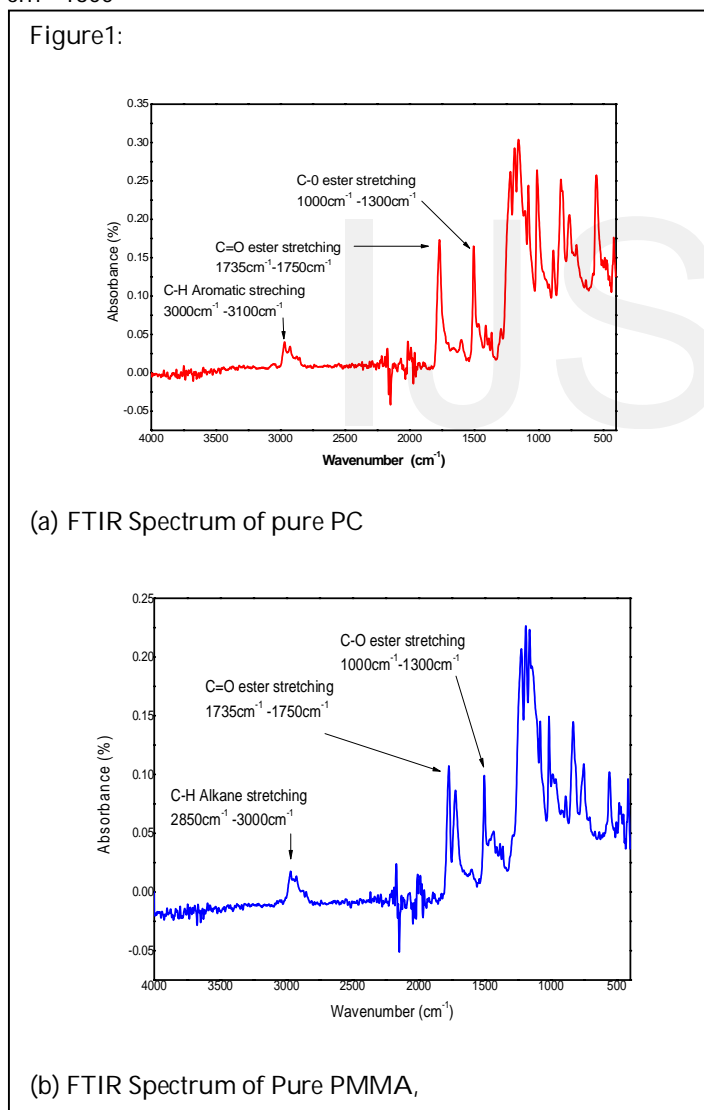 Figure1:
0.35
0.30
0.25
0.20
0.15
0.10
0.05
0.00
-0.05
Absorbance (%)
C-0 ester stretching
1000cm-1 -1300cm-1
C=O ester stretching
1735cm-1-1750cm-1
C-H Aromatic streching
3000cm-1 -3100cm-1
4000 3500 3000 2500 2000 1500 1000 500
Wavenumber (cm-1)
IJS
(a) FTIR Spectrum of pure PC
0.25
0.20
0.15
0.10
0.05
0.00
-0.05
Absorbance (%)
C-O ester stretching
1000cm-1-1300cm-1
C=O ester stretching
1735cm-1 -1750cm-1
C-H Alkane stretching
2850cm-1 -3000cm-1
4000 3500 3000 2500 2000 1500 1000 500
Wavenumber (cm-1)
(b) FTIR Spectrum of Pure PMMA,